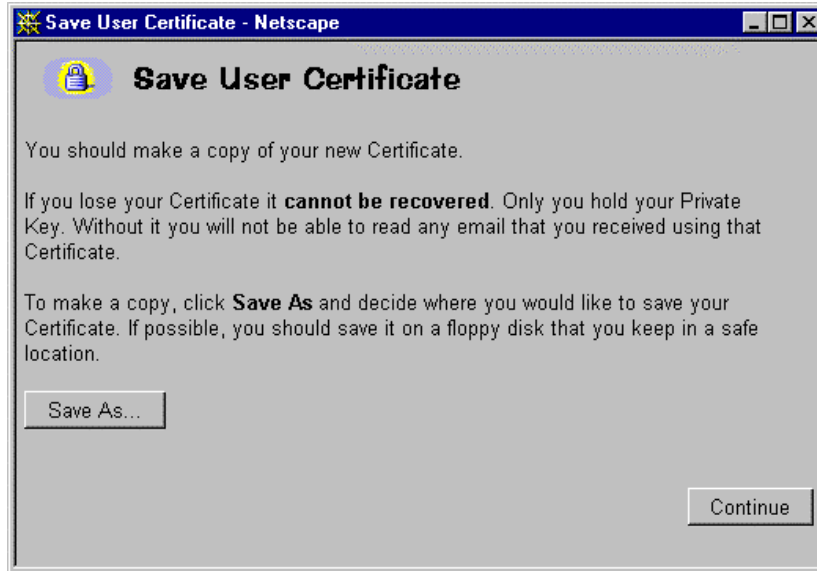 Save User Certificate - Netscape
Save User Certificate
You should make a copy of your new Certificate.
If you lose your Certificate it cannot be recovered. Only you hold your Private
Key. Without it you will not be able to read any email that you received using that
Certificate.
To make a copy, click Save As and decide where you would like to save your
Certificate. If possible, you should save it on a floppy disk that you keep in a safe
location.
Save As...
Continue